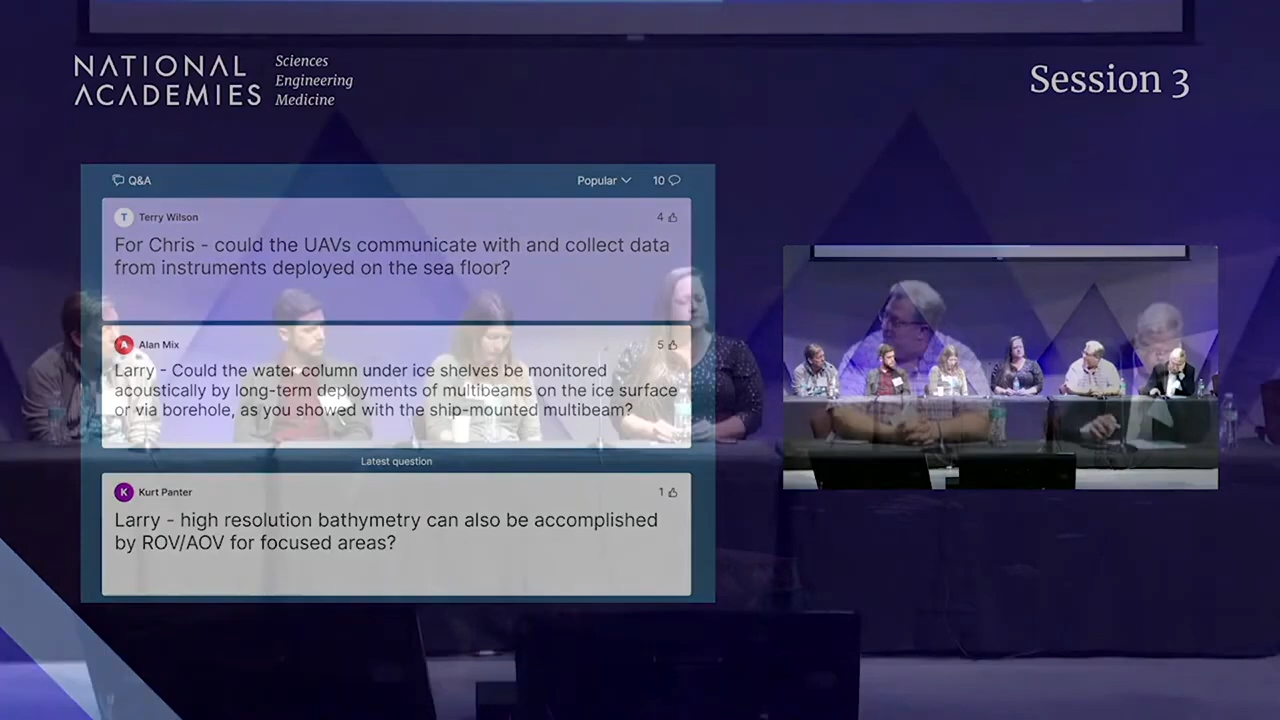 NATIONAL
ACADEMIES
Sciences
Engineering
Medicine
Session 3
Q&A
Popular
10
T
Terry Wilson
4
For Chris - could the UAVs communicate with and collect data
from instruments deployed on the sea floor?
A
Alan Mix
5
Larry - Could the water column under ice shelves be monitored
acoustically by long-term deployments of multibeams on the ice surface
or via borehole, as you showed with the ship-mounted multibeam?
Latest question
K
Kurt Panter
1
Larry - high resolution bathymetry can also be accomplished
by ROV/AOV for focused areas?